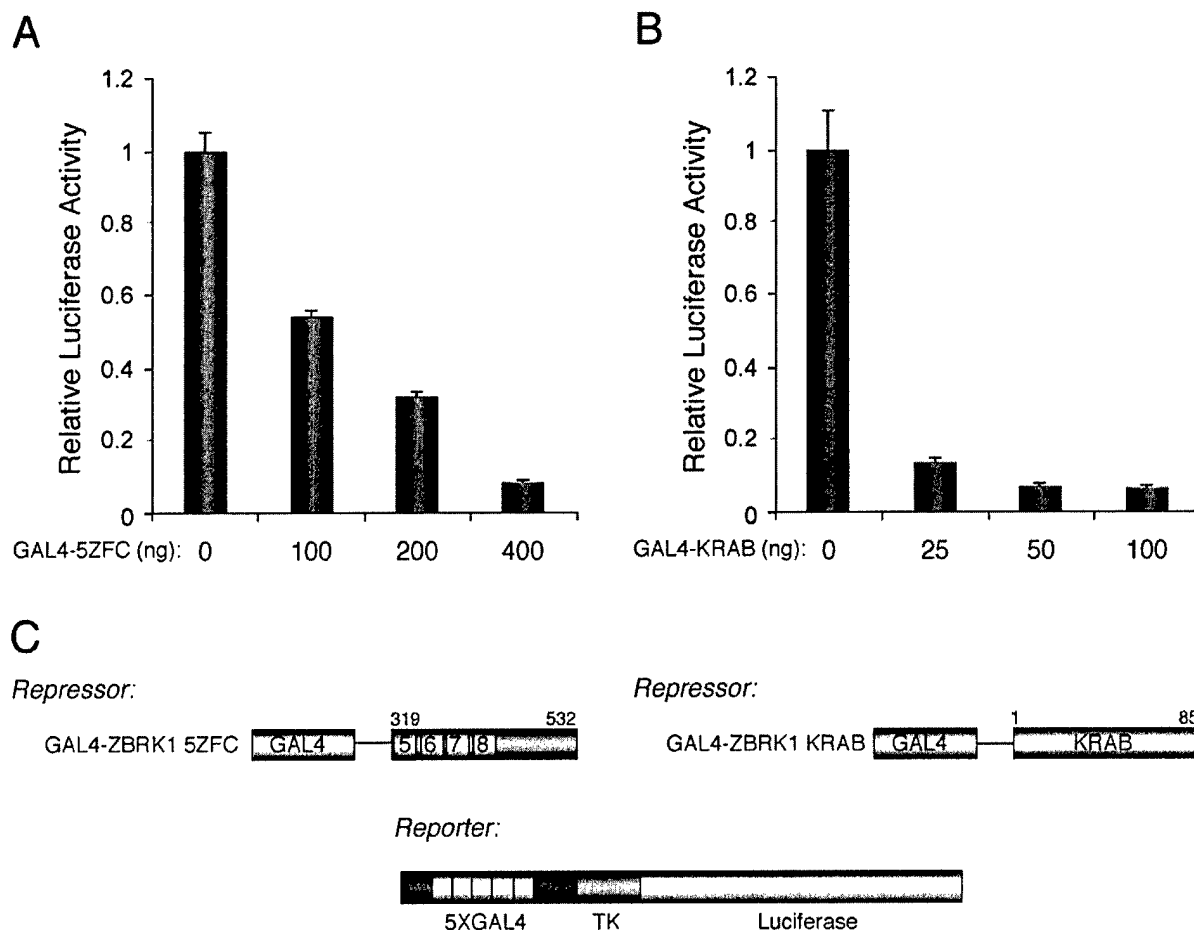 A
Relative Luciferase Activity
1.2
1
0.8
0.6
0.4
0.2
0
GAL4-5ZFC (ng): 0 100 200 400
B
Relative Luciferase Activity
1.2
1
0.8
0.6
0.4
0.2
0
GAL4-KRAB (ng): 0 25 50 100
C
Repressor:
319 532
GAL4-ZBRK1 5ZFC GAL4 5 6 7 8
Repressor:
1 85
GAL4-ZBRK1 KRAB GAL4 KRAB
Reporter:
5XGAL4 TK Luciferase